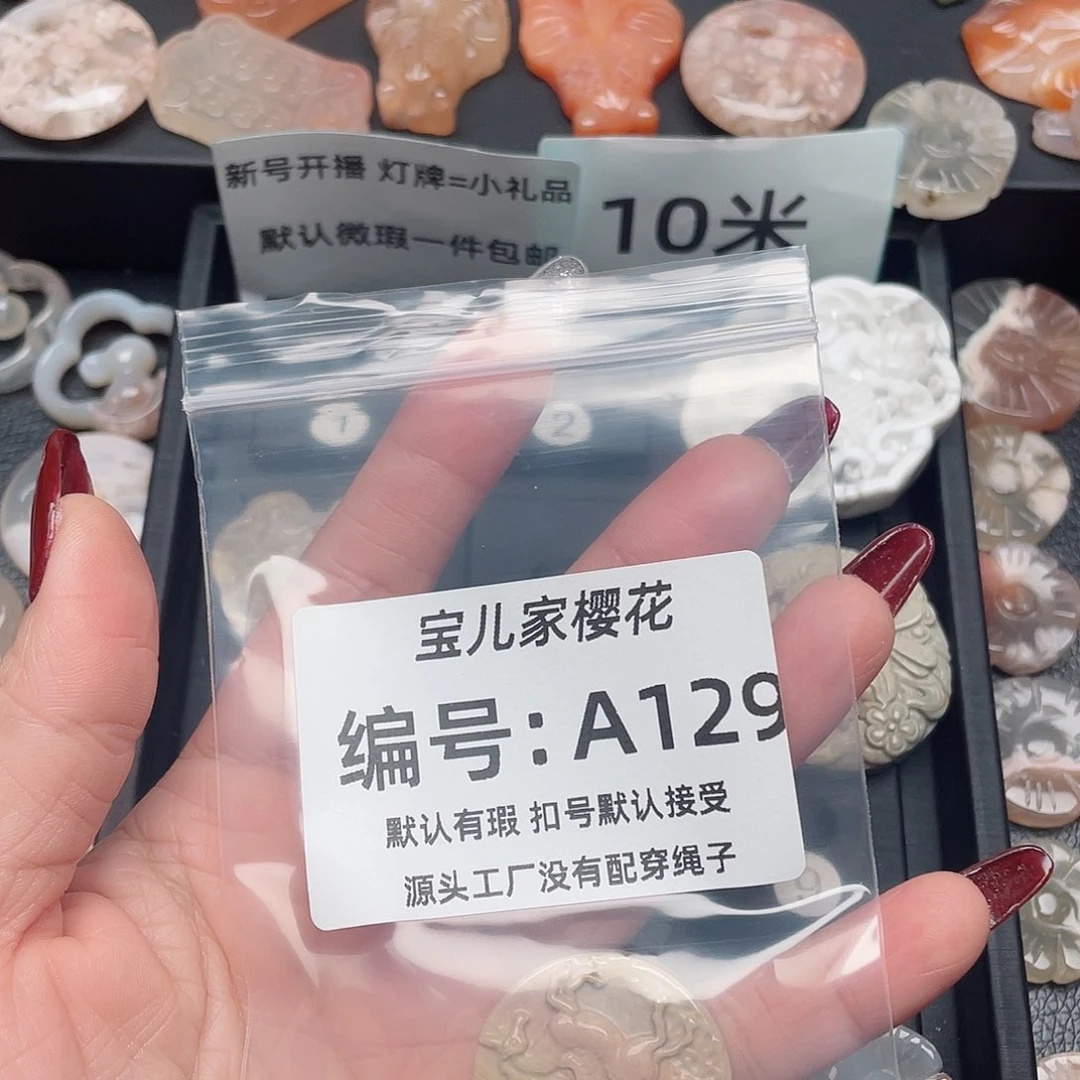 新号开播 灯牌=小礼品
默认微瑕一件包邮
10米
①
②
宝儿家樱花
编号:A129
默认有瑕 扣号默认接受
源头工厂没有配穿绳子